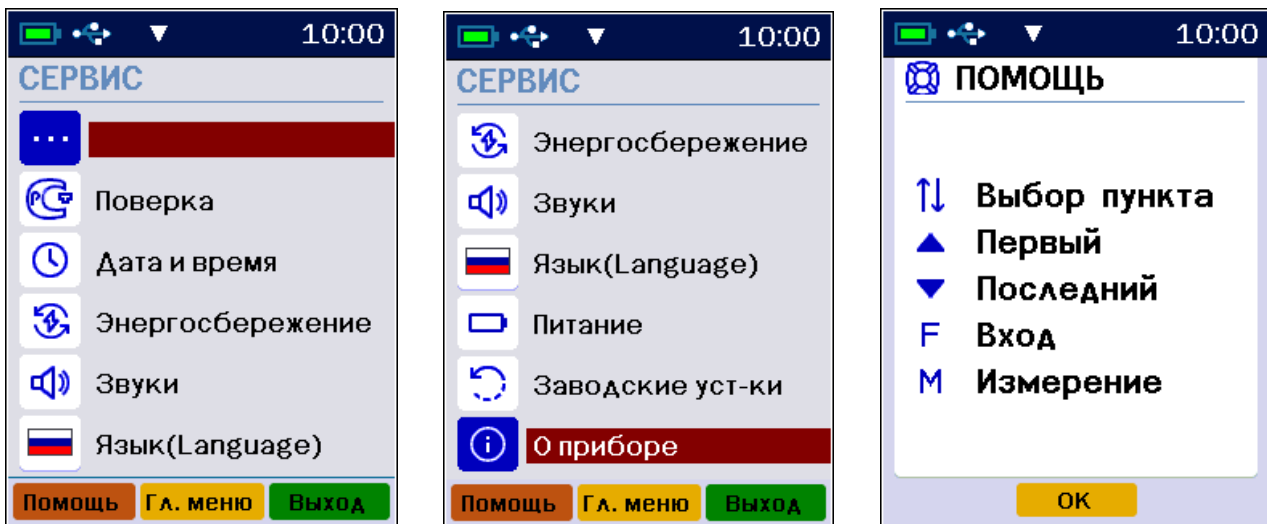 10:00
СЕРВИС
Поверка
Дата и время
Энергосбережение
Звуки
Язык(Language)
Помощь Гл. меню Выход
10:00
СЕРВИС
Энергосбережение
Звуки
Язык(Language)
Питание
Заводские уст-ки
О приборе
Помощь Гл. меню Выход
10:00
ПОМОЩЬ
Выбор пункта
Первый
Последний
F Вход
M Измерение
ОК